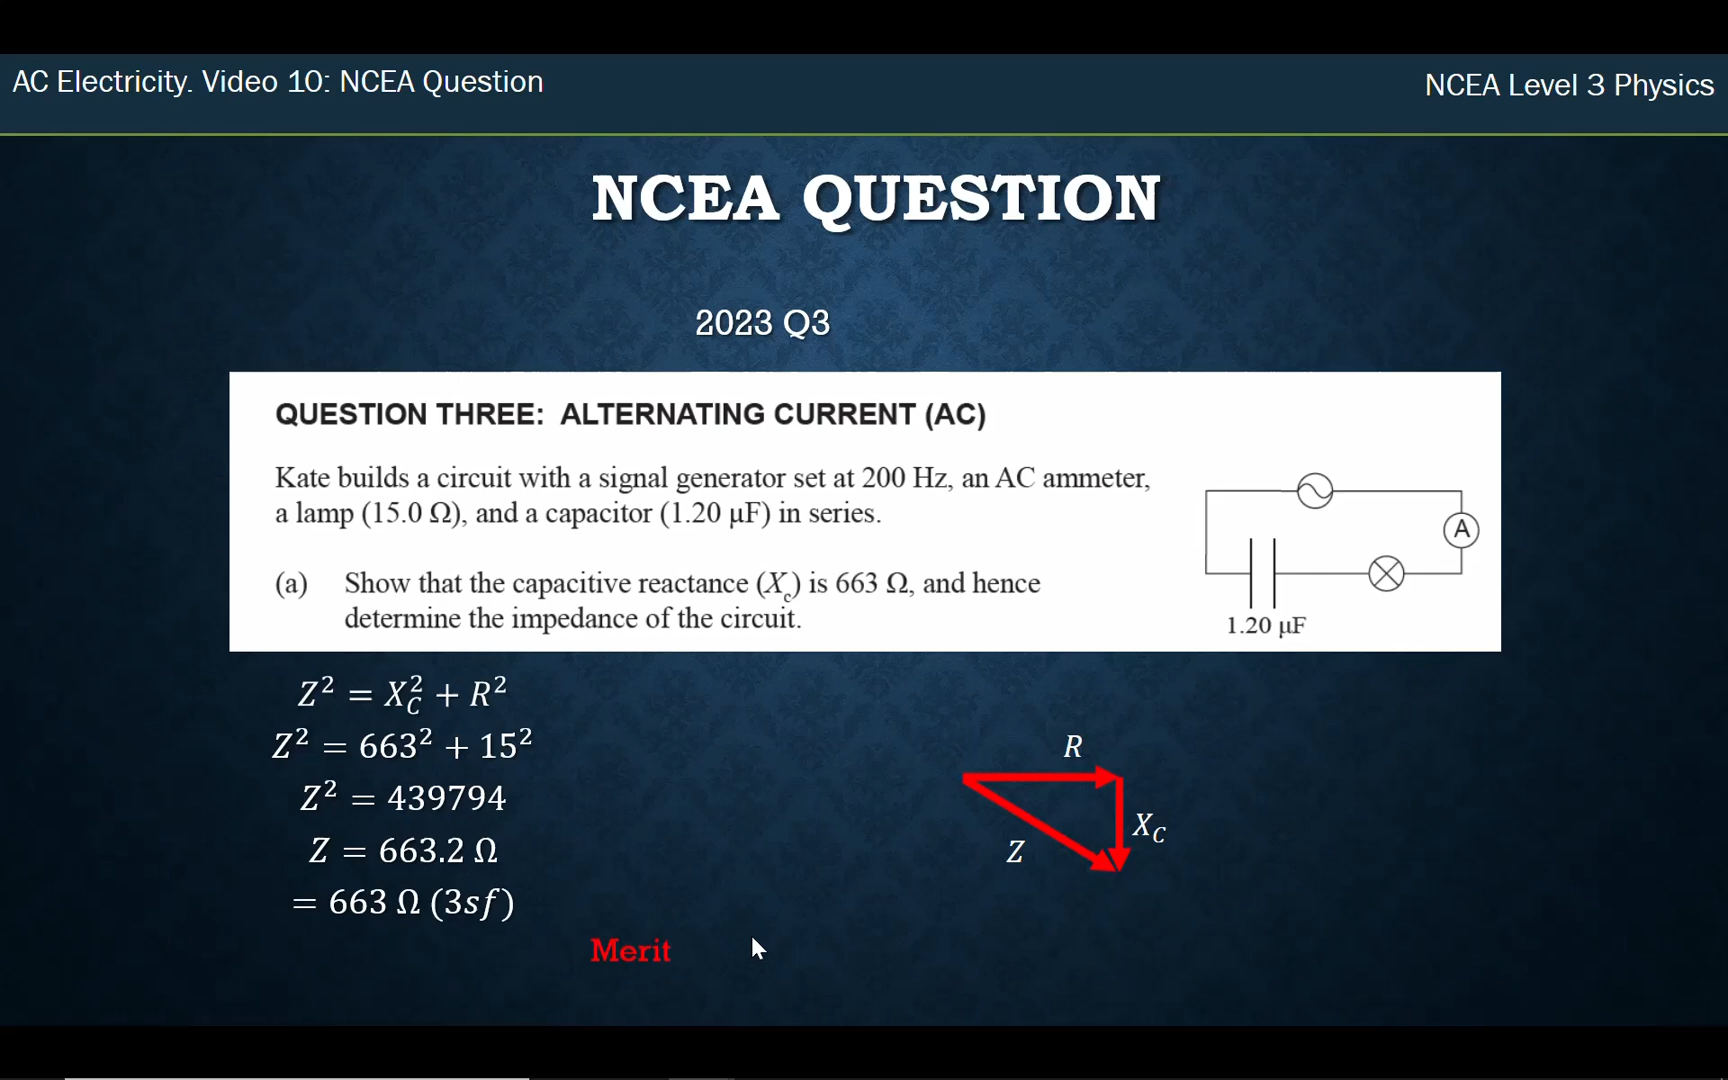 AC Electricity. Video 10: NCEA Question
NCEA Level 3 Physics
NCEA QUESTION
2023 Q3
QUESTION THREE: ALTERNATING CURRENT (AC)
Kate builds a circuit with a signal generator set at 200 Hz, an AC ammeter,
a lamp (15.0 Ω), and a capacitor (1.20 μF) in series.
(a) Show that the capacitive reactance (X_c) is 663 Ω, and hence
determine the impedance of the circuit.
A
1.20 μF
Z² = X_C² + R²
Z² = 663² + 15²
Z² = 439794
Z = 663.2 Ω
= 663 Ω (3sf)
Merit
R
X_C
Z